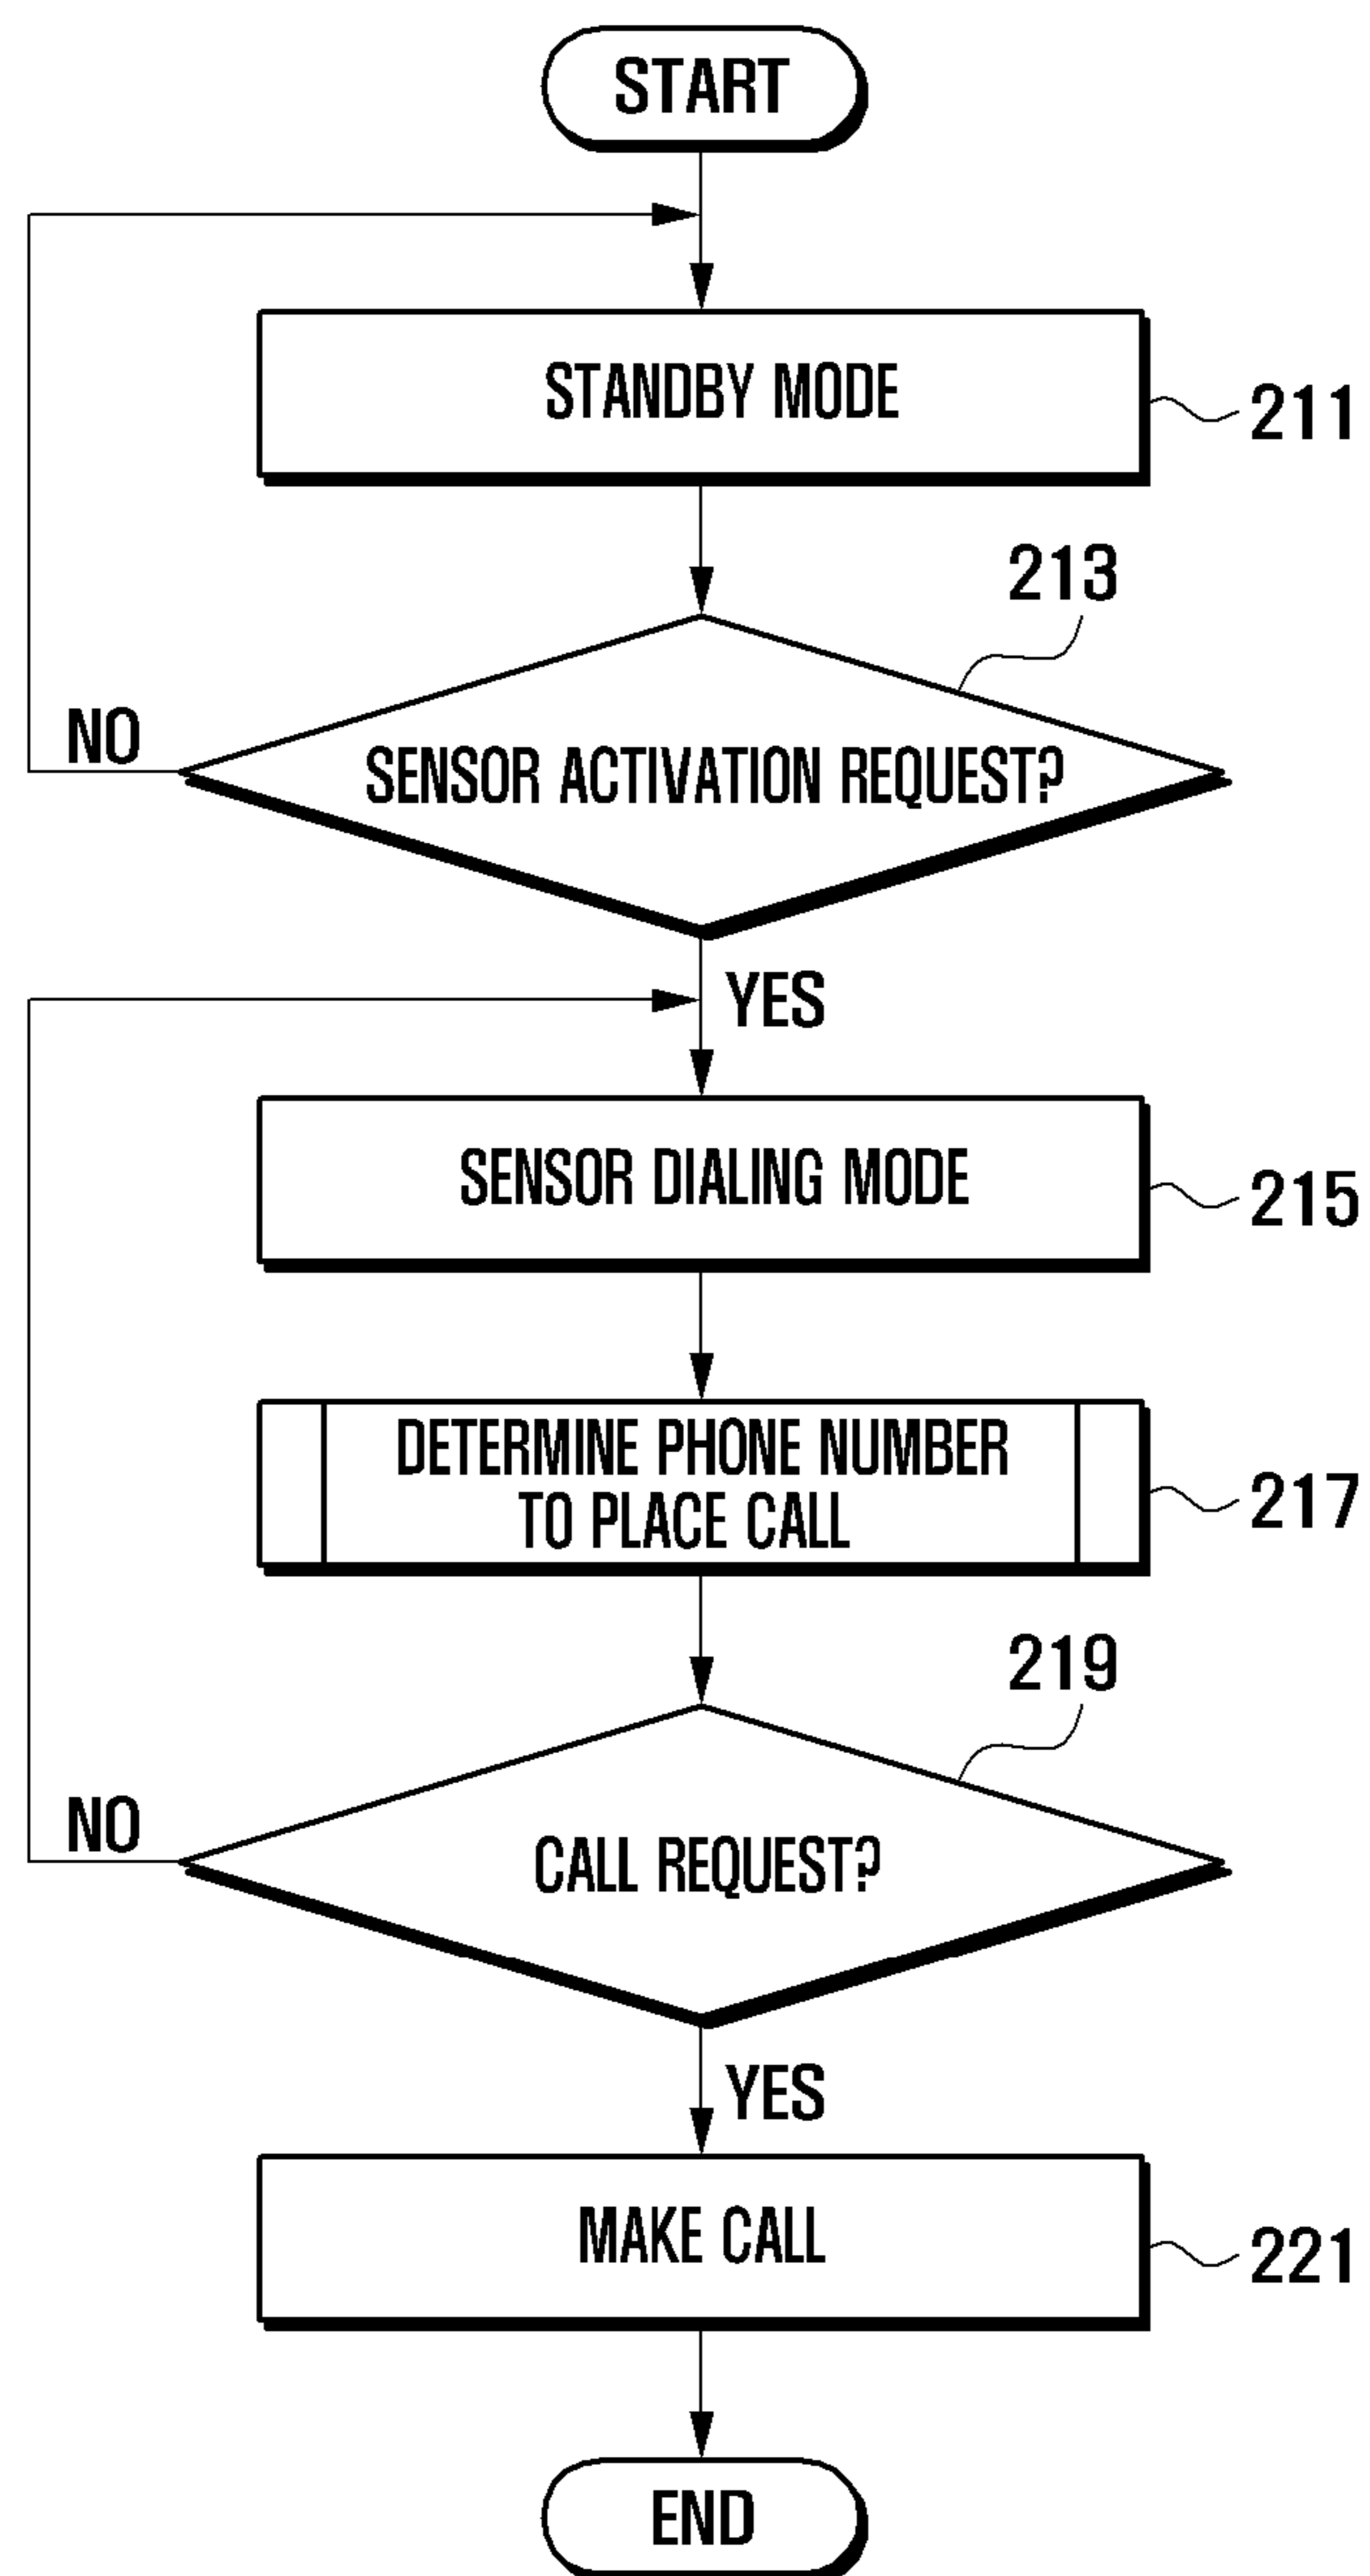 START
STANDBY MODE
211
213
SENSOR ACTIVATION REQUEST?
NO
YES
SENSOR DIALING MODE
215
DETERMINE PHONE NUMBER
TO PLACE CALL
217
219
CALL REQUEST?
NO
YES
MAKE CALL
221
END